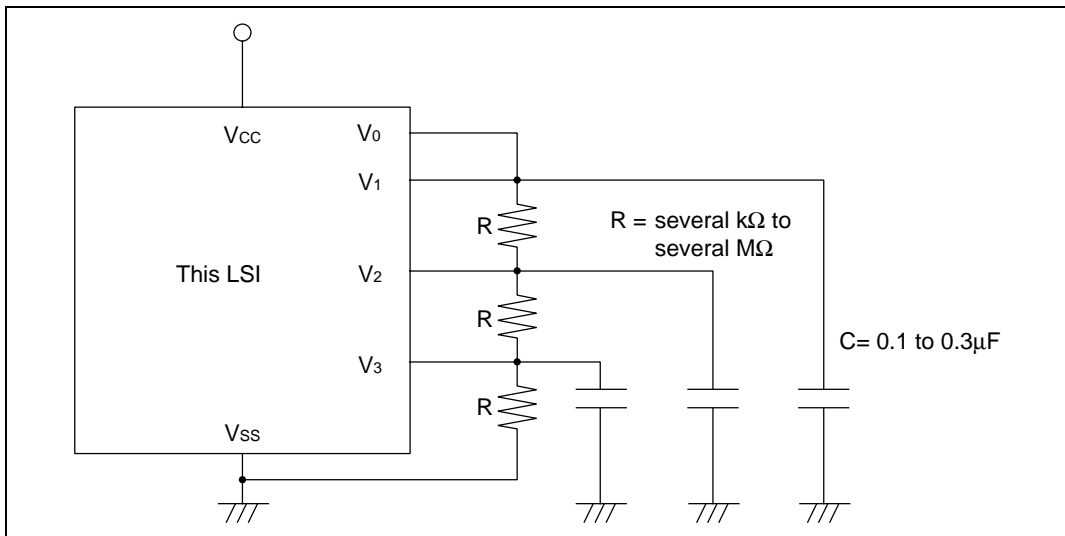 VCC
V0
V1
R
R = several kΩ to
several MΩ
This LSI
V2
R
C= 0.1 to 0.3μF
V3
R
VSS